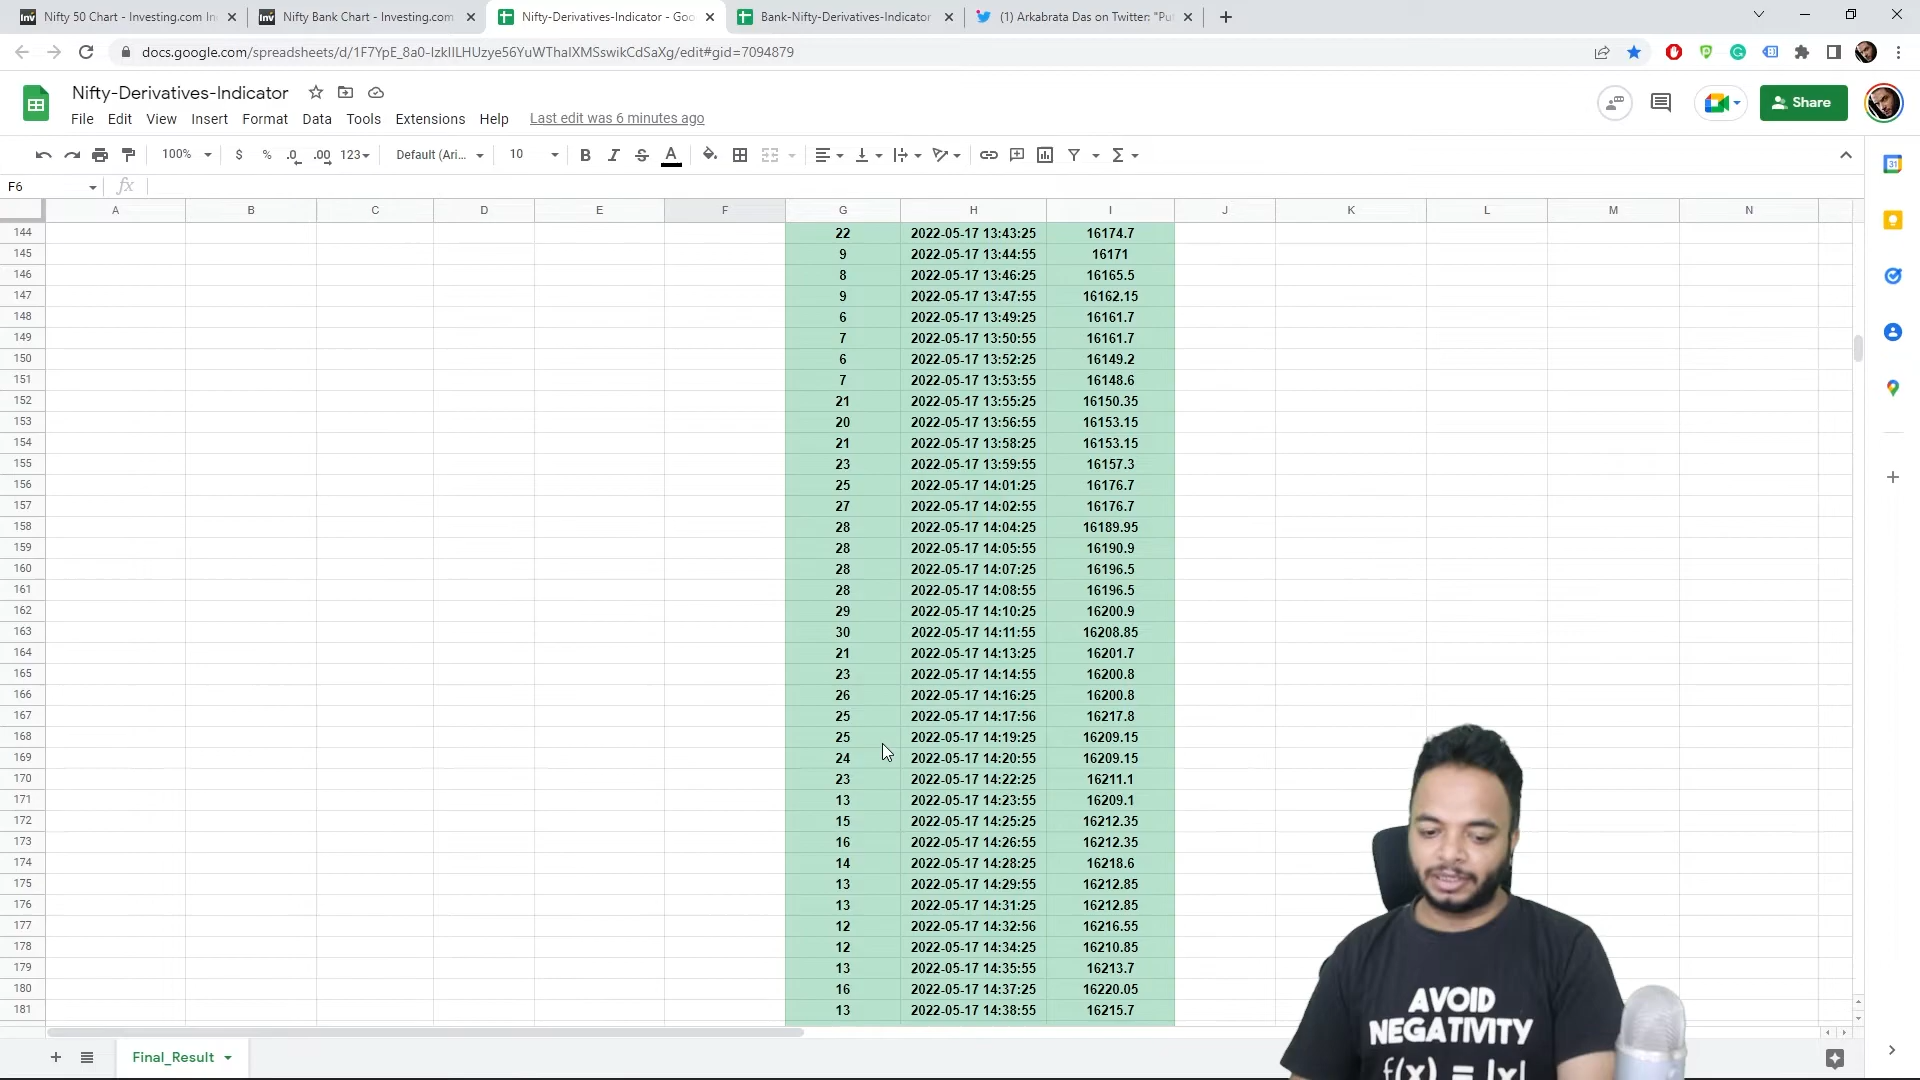 Nifty 50 Chart - Investing.com In
Nifty Bank Chart - Investing.com
Nifty-Derivatives-Indicator - Goo
Bank-Nifty-Derivatives-Indicator
(1) Arkabrata Das on Twitter: "Pu
Nifty-Derivatives-Indicator
File Edit View Insert Format Data Tools Extensions Help Last edit was 6 minutes ago
Share
100% $ % .0 .00 123 Default (Ari... 10 B I S A
F6 fx
A B C D E F G H I J K L M N
144 22 2022-05-17 13:43:25 16174.7
145 9 2022-05-17 13:44:55 16171
146 8 2022-05-17 13:46:25 16165.5
147 9 2022-05-17 13:47:55 16162.15
148 6 2022-05-17 13:49:25 16161.7
149 7 2022-05-17 13:50:55 16161.7
150 6 2022-05-17 13:52:25 16149.2
151 7 2022-05-17 13:53:55 16148.6
152 21 2022-05-17 13:55:25 16150.35
153 20 2022-05-17 13:56:55 16153.15
154 21 2022-05-17 13:58:25 16153.15
155 23 2022-05-17 13:59:55 16157.3
156 25 2022-05-17 14:01:25 16176.7
157 27 2022-05-17 14:02:55 16176.7
158 28 2022-05-17 14:04:25 16189.95
159 28 2022-05-17 14:05:55 16190.9
160 28 2022-05-17 14:07:25 16196.5
161 28 2022-05-17 14:08:55 16196.5
162 29 2022-05-17 14:10:25 16200.9
163 30 2022-05-17 14:11:55 16208.85
164 21 2022-05-17 14:13:25 16201.7
165 23 2022-05-17 14:14:55 16200.8
166 26 2022-05-17 14:16:25 16200.8
167 25 2022-05-17 14:17:56 16217.8
168 25 2022-05-17 14:19:25 16209.15
169 24 2022-05-17 14:20:55 16209.15
170 23 2022-05-17 14:22:25 16211.1
171 13 2022-05-17 14:23:55 16209.1
172 15 2022-05-17 14:25:25 16212.35
173 16 2022-05-17 14:26:55 16212.35
174 14 2022-05-17 14:28:25 16218.6
175 13 2022-05-17 14:29:55 16212.85
176 13 2022-05-17 14:31:25 16212.85
177 12 2022-05-17 14:32:56 16216.55
178 12 2022-05-17 14:34:25 16210.85
179 13 2022-05-17 14:35:55 16213.7
180 16 2022-05-17 14:37:25 16220.05
181 13 2022-05-17 14:38:55 16215.7
AVOID
NEGATIVITY
f(x) = |x|
Final_Result